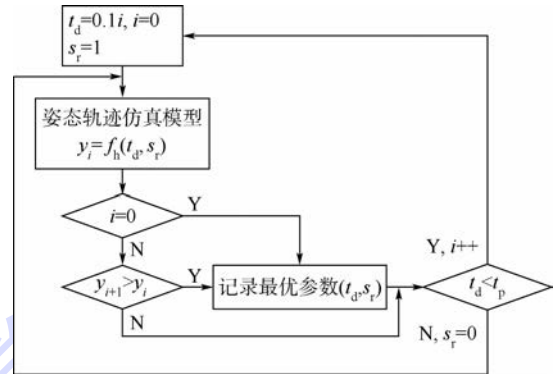 t_d=0.1i, i=0
s_r=1
姿态轨迹仿真模型
y_i=f_h(t_d,s_r)
i=0
Y
N
y_{i+1}>y_i
Y
记录最优参数(t_d,s_r)
N
t_d<t_p
Y, i++
N, s_r=0